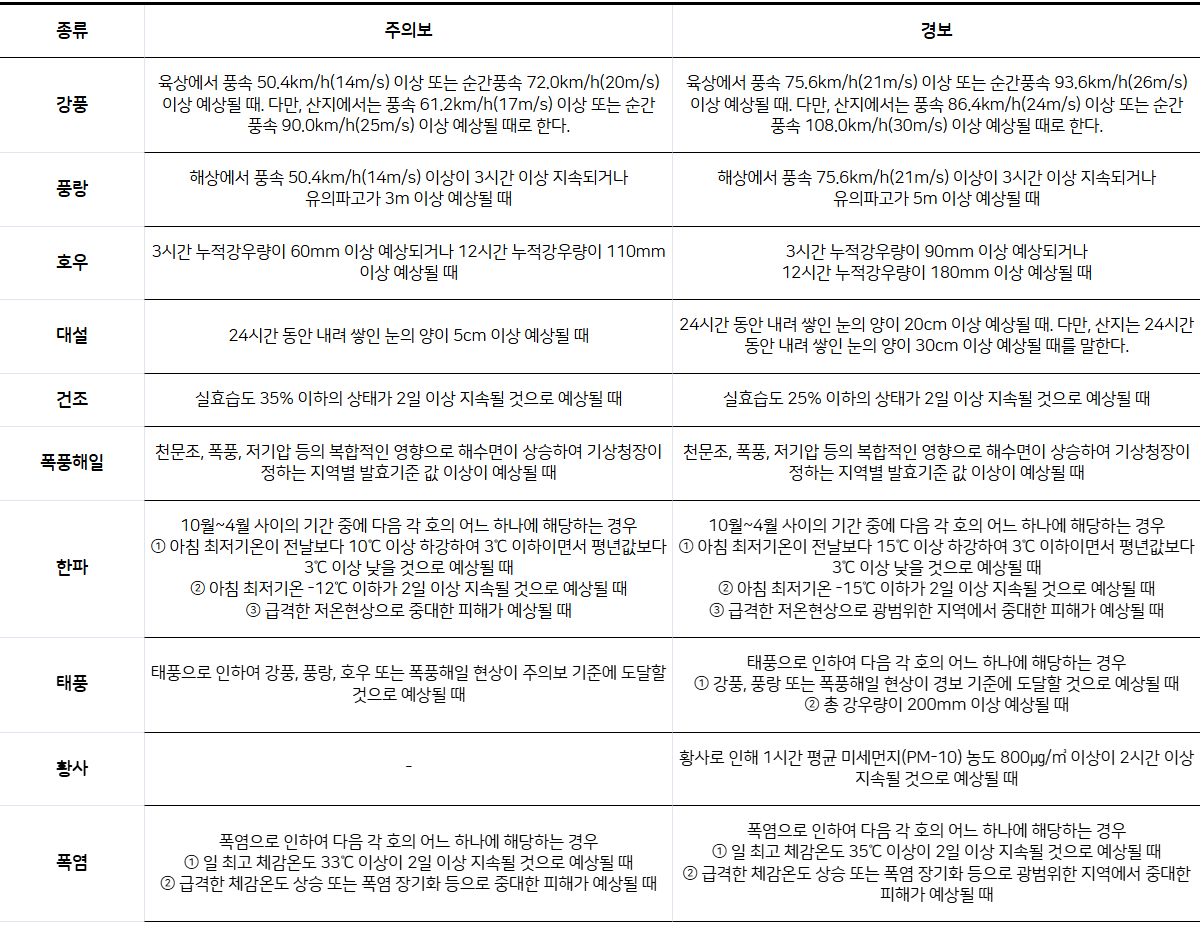 종류 주의보 경보
강풍
육상에서 풍속 50.4km/h(14m/s) 이상 또는 순간풍속 72.0km/h(20m/s)
이상 예상될 때. 다만, 산지에서는 풍속 61.2km/h(17m/s) 이상 또는 순간
풍속 90.0km/h(25m/s) 이상 예상될 때로 한다.
육상에서 풍속 75.6km/h(21m/s) 이상 또는 순간풍속 93.6km/h(26m/s)
이상 예상될 때. 다만, 산지에서는 풍속 86.4km/h(24m/s) 이상 또는 순간
풍속 108.0km/h(30m/s) 이상 예상될 때로 한다.
풍랑
해상에서 풍속 50.4km/h(14m/s) 이상이 3시간 이상 지속되거나
유의파고가 3m 이상 예상될 때
해상에서 풍속 75.6km/h(21m/s) 이상이 3시간 이상 지속되거나
유의파고가 5m 이상 예상될 때
호우
3시간 누적강우량이 60mm 이상 예상되거나 12시간 누적강우량이 110mm
이상 예상될 때
3시간 누적강우량이 90mm 이상 예상되거나
12시간 누적강우량이 180mm 이상 예상될 때
대설
24시간 동안 내려 쌓인 눈의 양이 5cm 이상 예상될 때
24시간 동안 내려 쌓인 눈의 양이 20cm 이상 예상될 때. 다만, 산지는 24시간
동안 내려 쌓인 눈의 양이 30cm 이상 예상될 때를 말한다.
건조
실효습도 35% 이하의 상태가 2일 이상 지속될 것으로 예상될 때
실효습도 25% 이하의 상태가 2일 이상 지속될 것으로 예상될 때
폭풍해일
천문조, 폭풍, 저기압 등의 복합적인 영향으로 해수면이 상승하여 기상청장이
정하는 지역별 발효기준 값 이상이 예상될 때
천문조, 폭풍, 저기압 등의 복합적인 영향으로 해수면이 상승하여 기상청장이
정하는 지역별 발효기준 값 이상이 예상될 때
한파
10월~4월 사이의 기간 중에 다음 각 호의 어느 하나에 해당하는 경우
① 아침 최저기온이 전날보다 10℃ 이상 하강하여 3℃ 이하이면서 평년값보다
3℃ 이상 낮을 것으로 예상될 때
② 아침 최저기온 -12℃ 이하가 2일 이상 지속될 것으로 예상될 때
③ 급격한 저온현상으로 중대한 피해가 예상될 때
10월~4월 사이의 기간 중에 다음 각 호의 어느 하나에 해당하는 경우
① 아침 최저기온이 전날보다 15℃ 이상 하강하여 3℃ 이하이면서 평년값보다
3℃ 이상 낮을 것으로 예상될 때
② 아침 최저기온 -15℃ 이하가 2일 이상 지속될 것으로 예상될 때
③ 급격한 저온현상으로 광범위한 지역에서 중대한 피해가 예상될 때
태풍
태풍으로 인하여 강풍, 풍랑, 호우 또는 폭풍해일 현상이 주의보 기준에 도달할
것으로 예상될 때
태풍으로 인하여 다음 각 호의 어느 하나에 해당하는 경우
① 강풍, 풍랑 또는 폭풍해일 현상이 경보 기준에 도달할 것으로 예상될 때
② 총 강우량이 200mm 이상 예상될 때
황사
-
황사로 인해 1시간 평균 미세먼지(PM-10) 농도 800㎍/㎥ 이상이 2시간 이상
지속될 것으로 예상될 때
폭염
폭염으로 인하여 다음 각 호의 어느 하나에 해당하는 경우
① 일 최고 체감온도 33℃ 이상이 2일 이상 지속될 것으로 예상될 때
② 급격한 체감온도 상승 또는 폭염 장기화 등으로 중대한 피해가 예상될 때
폭염으로 인하여 다음 각 호의 어느 하나에 해당하는 경우
① 일 최고 체감온도 35℃ 이상이 2일 이상 지속될 것으로 예상될 때
② 급격한 체감온도 상승 또는 폭염 장기화 등으로 광범위한 지역에서 중대한
피해가 예상될 때